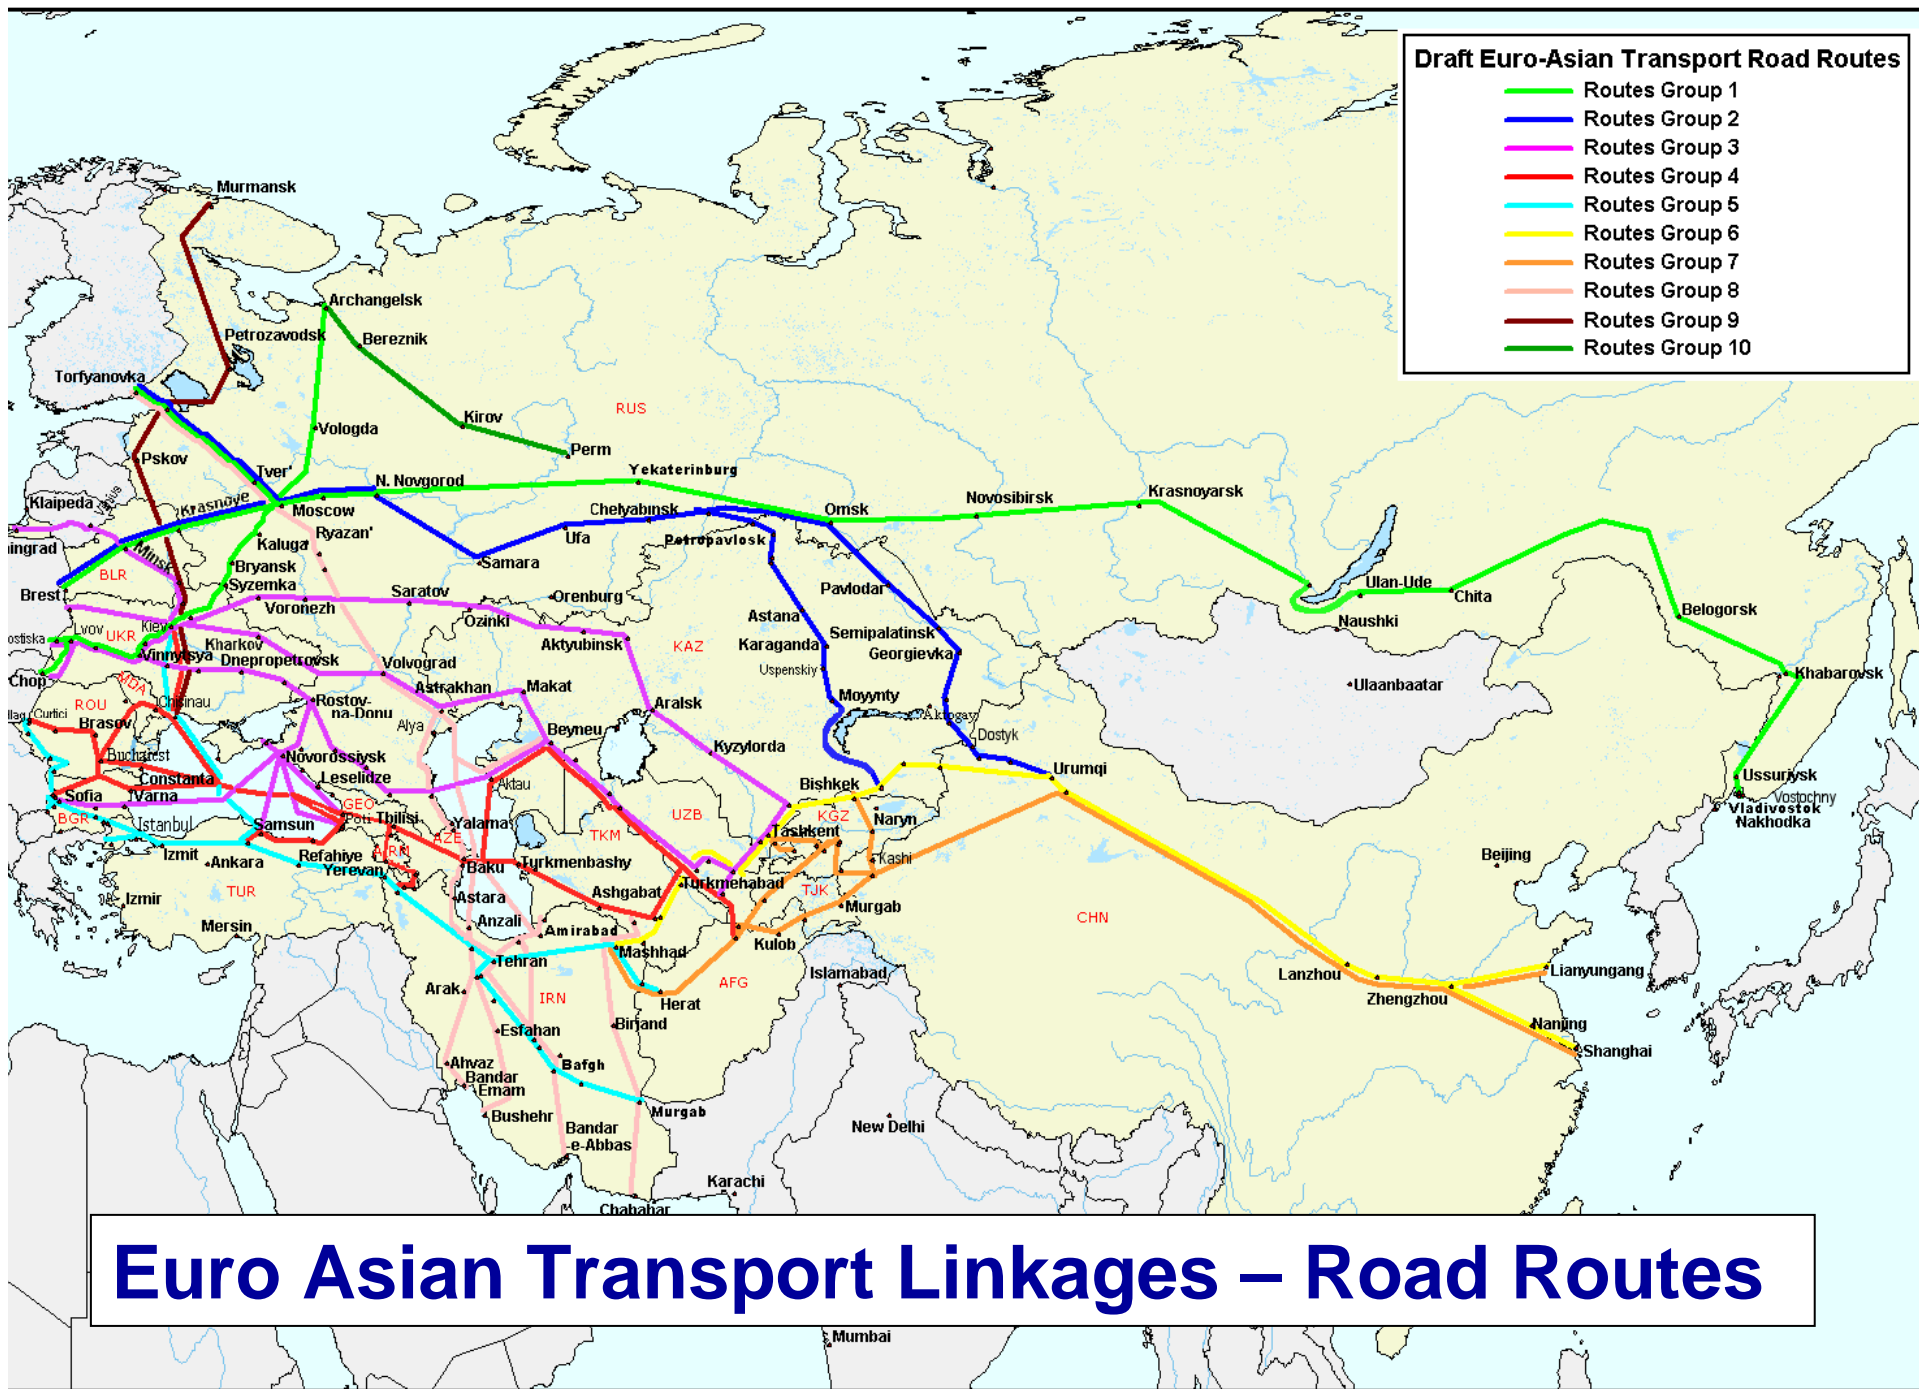 Draft Euro-Asian Transport Road Routes
Routes Group 1
Routes Group 2
Routes Group 3
Routes Group 4
Routes Group 5
Routes Group 6
Routes Group 7
Routes Group 8
Routes Group 9
Routes Group 10
Murmansk
Archangelsk
Petrozavodsk
Bereznik
Torfyanovka
RUS
Kirov
Vologda
Perm
Pskov
Tver'
Yekaterinburg
N. Novgorod
Klaipeda
Vilnius
Krasnoye
Moscow
Chelyabinsk
Omsk
Novosibirsk
Krasnoyarsk
Ryazan'
Kaluga
Ufa
Petropavlosk
ingrad
Minsk
Samara
BLR
Bryansk
Syzemka
Brest
Voronezh
Saratov
Orenburg
Pavlodar
Ulan-Ude
Chita
Ozinki
Astana
Belogorsk
Naushki
ostiska
Lvov
UKR
Kiev
Kharkov
Aktyubinsk
KAZ
Karaganda
Semipalatinsk
Georgievka
Vinnytsya
Dnepropetrovsk
Volvograd
Uspenskiy
Chop
MDA
Astrakhan
Makat
Ulaanbaatar
Khabarovsk
ROU
Chisinau
Rostov-
na-Donu
Moyynty
Aralsk
Curtici
Brasov
Alya
Aktogay
Beyneu
Dostyk
Bucharest
Novorossiysk
Kyzylorda
Urumqi
Constanta
Leselidze
Aktau
Bishkek
Ussuriysk
Sofia
Varna
GEO
Vostochny
Vladivostok
Nakhodka
BGR
Istanbul
Samsun
Poti
Tbilisi
Yalama
UZB
KGZ
Naryn
AZE
TKM
Tashkent
Izmit
Ankara
Refahiye
ARM
Yerevan
Baku
Turkmenbashy
Kashi
Beijing
TUR
Izmir
Astara
Ashgabat
Turkmehabad
TJK
Murgab
CHN
Mersin
Anzali
Amirabad
Kulob
Mashhad
Tehran
Islamabad
Lanzhou
Lianyungang
Arak
IRN
AFG
Herat
Zhengzhou
Esfahan
Birjand
Nanjing
Shanghai
Ahvaz
Bafgh
Bandar
Emam
Bushehr
Murgab
Bandar
-e-Abbas
New Delhi
Karachi
Chabahar
Euro Asian Transport Linkages – Road Routes
Mumbai